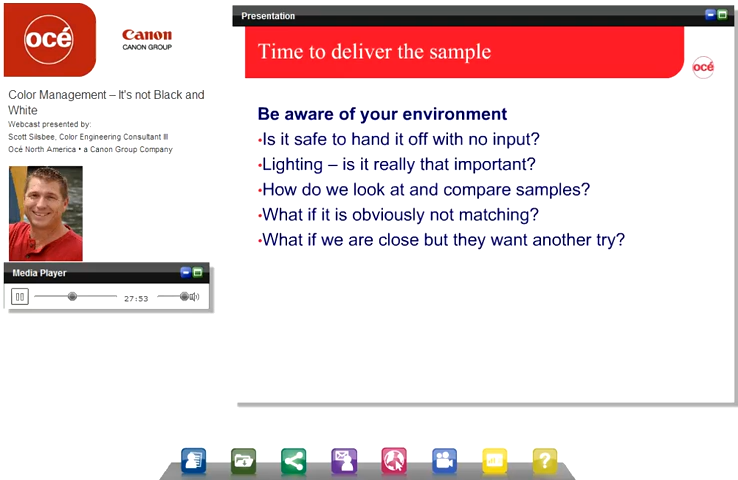 océ
Canon
CANON GROUP
Color Management – It's not Black and
White
Webcast presented by:
Scott Silsbee, Color Engineering Consultant III
Océ North America • a Canon Group Company
Media Player
27:53
Presentation
Time to deliver the sample
océ
Be aware of your environment
•Is it safe to hand it off with no input?
•Lighting – is it really that important?
•How do we look at and compare samples?
•What if it is obviously not matching?
•What if we are close but they want another try?
?